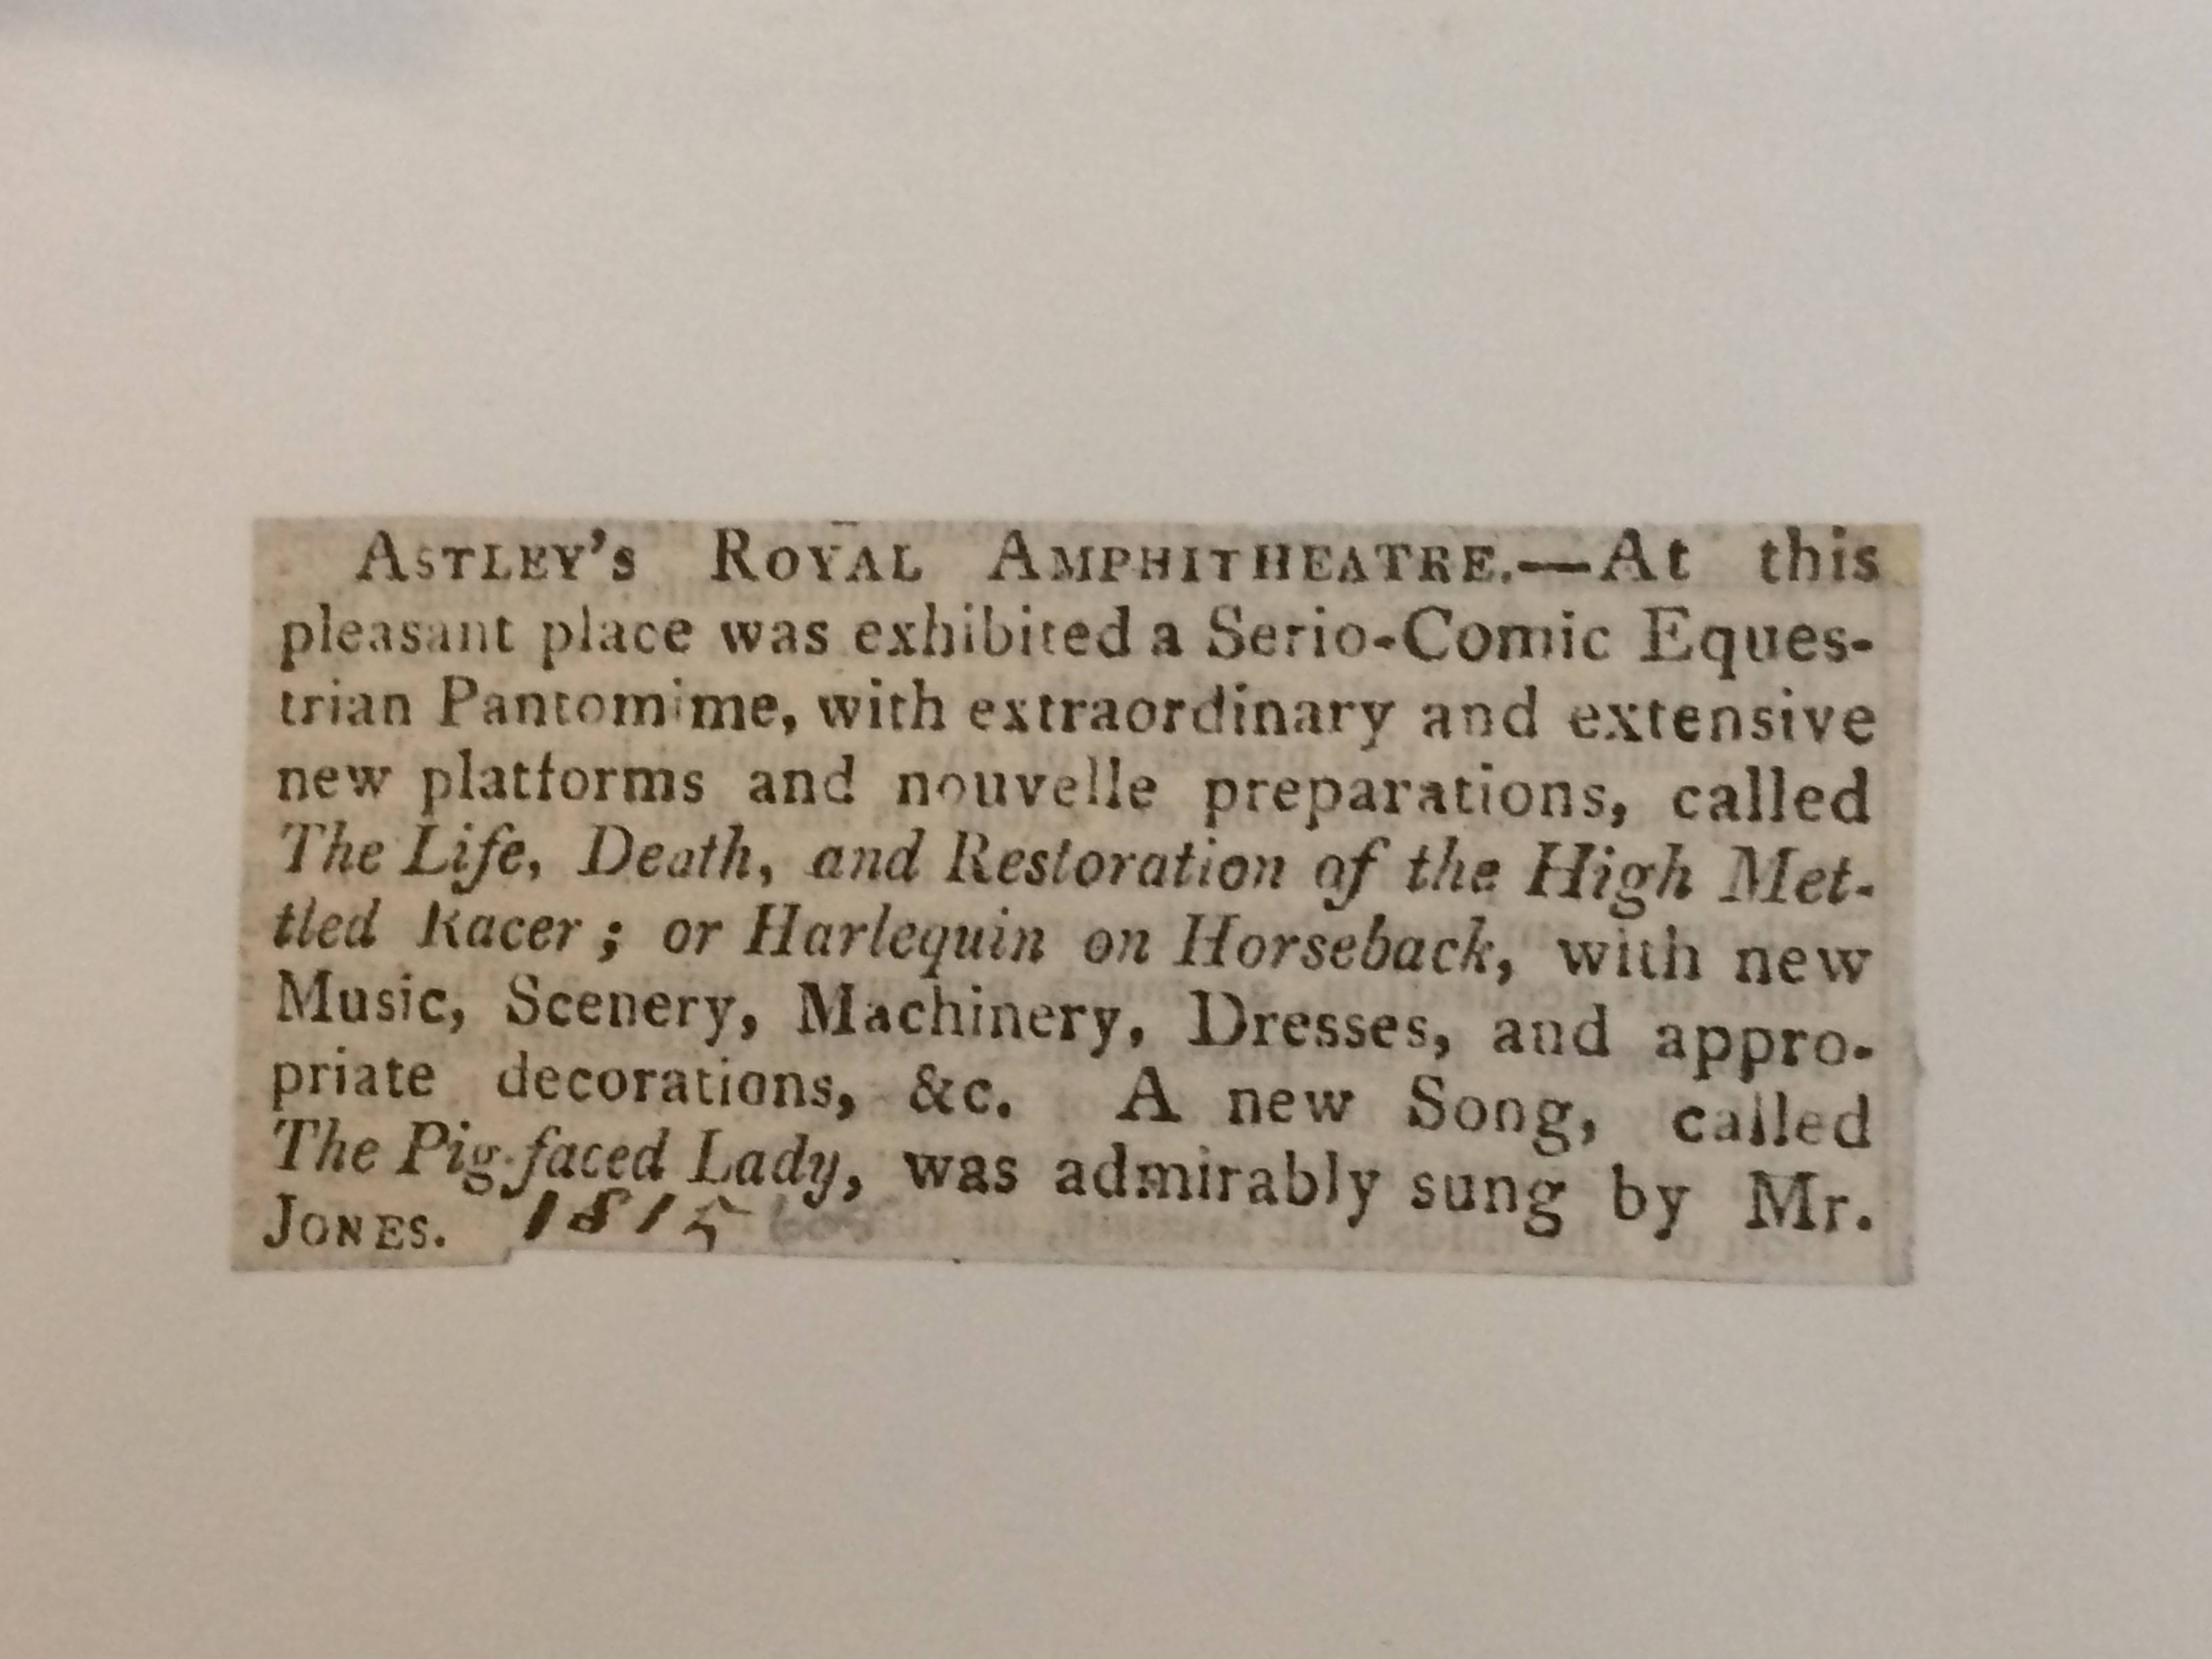 ASTLEY'S ROYAL AMPHITHEATRE.—At this
pleasant place was exhibited a Serio-Comic Eques-
trian Pantomime, with extraordinary and extensive
new platforms and nouvelle preparations, called
The Life, Death, and Restoration of the High Met-
tled Racer; or Harlequin on Horseback, with new
Music, Scenery, Machinery, Dresses, and appro-
priate decorations, &c. A new Song, called
The Pig-faced Lady, was admirably sung by Mr.
JONES. 1815